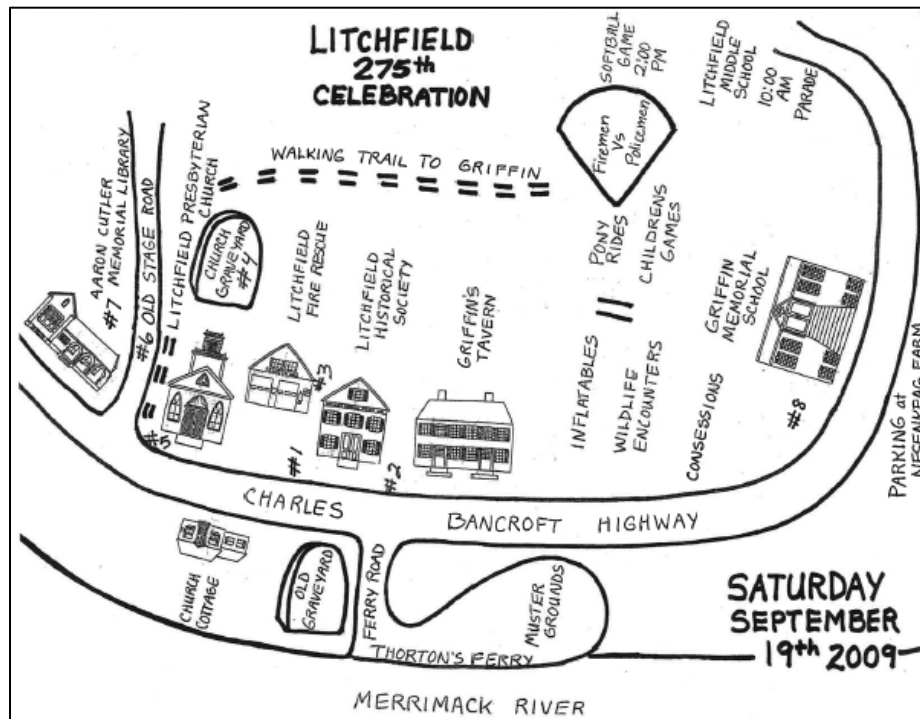 LITCHFIELD
275th
CELEBRATION
SOFTBALL
GAME
2:00
PM
LITCHFIELD
MIDDLE
SCHOOL
10:00
AM
PARADE
Firemen
Vs
Policemen
WALKING TRAIL TO GRIFFIN
AARON CUTLER
#7 MEMORIAL LIBRARY
#6 OLD STAGE ROAD
LITCHFIELD PRESBYTERIAN
CHURCH
CHURCH
GRAVEYARD
#4
LITCHFIELD
FIRE RESCUE
LITCHFIELD
HISTORICAL
SOCIETY
GRIFFIN'S
TAVERN
PONY
RIDES
CHILDRENS
GAMES
INFLATABLES
WILDLIFE
ENCOUNTERS
CONSESSIONS
GRIFFIN
MEMORIAL
SCHOOL
#8
PARKING at
NESENKEAG FARM
#5
#1
#3
#2
CHARLES BANCROFT HIGHWAY
CHURCH
COTTAGE
OLD
GRAVEYARD
FERRY ROAD
MUSTER
GROUNDS
THORTON'S FERRY
SATURDAY
SEPTEMBER
19th 2009
MERRIMACK RIVER